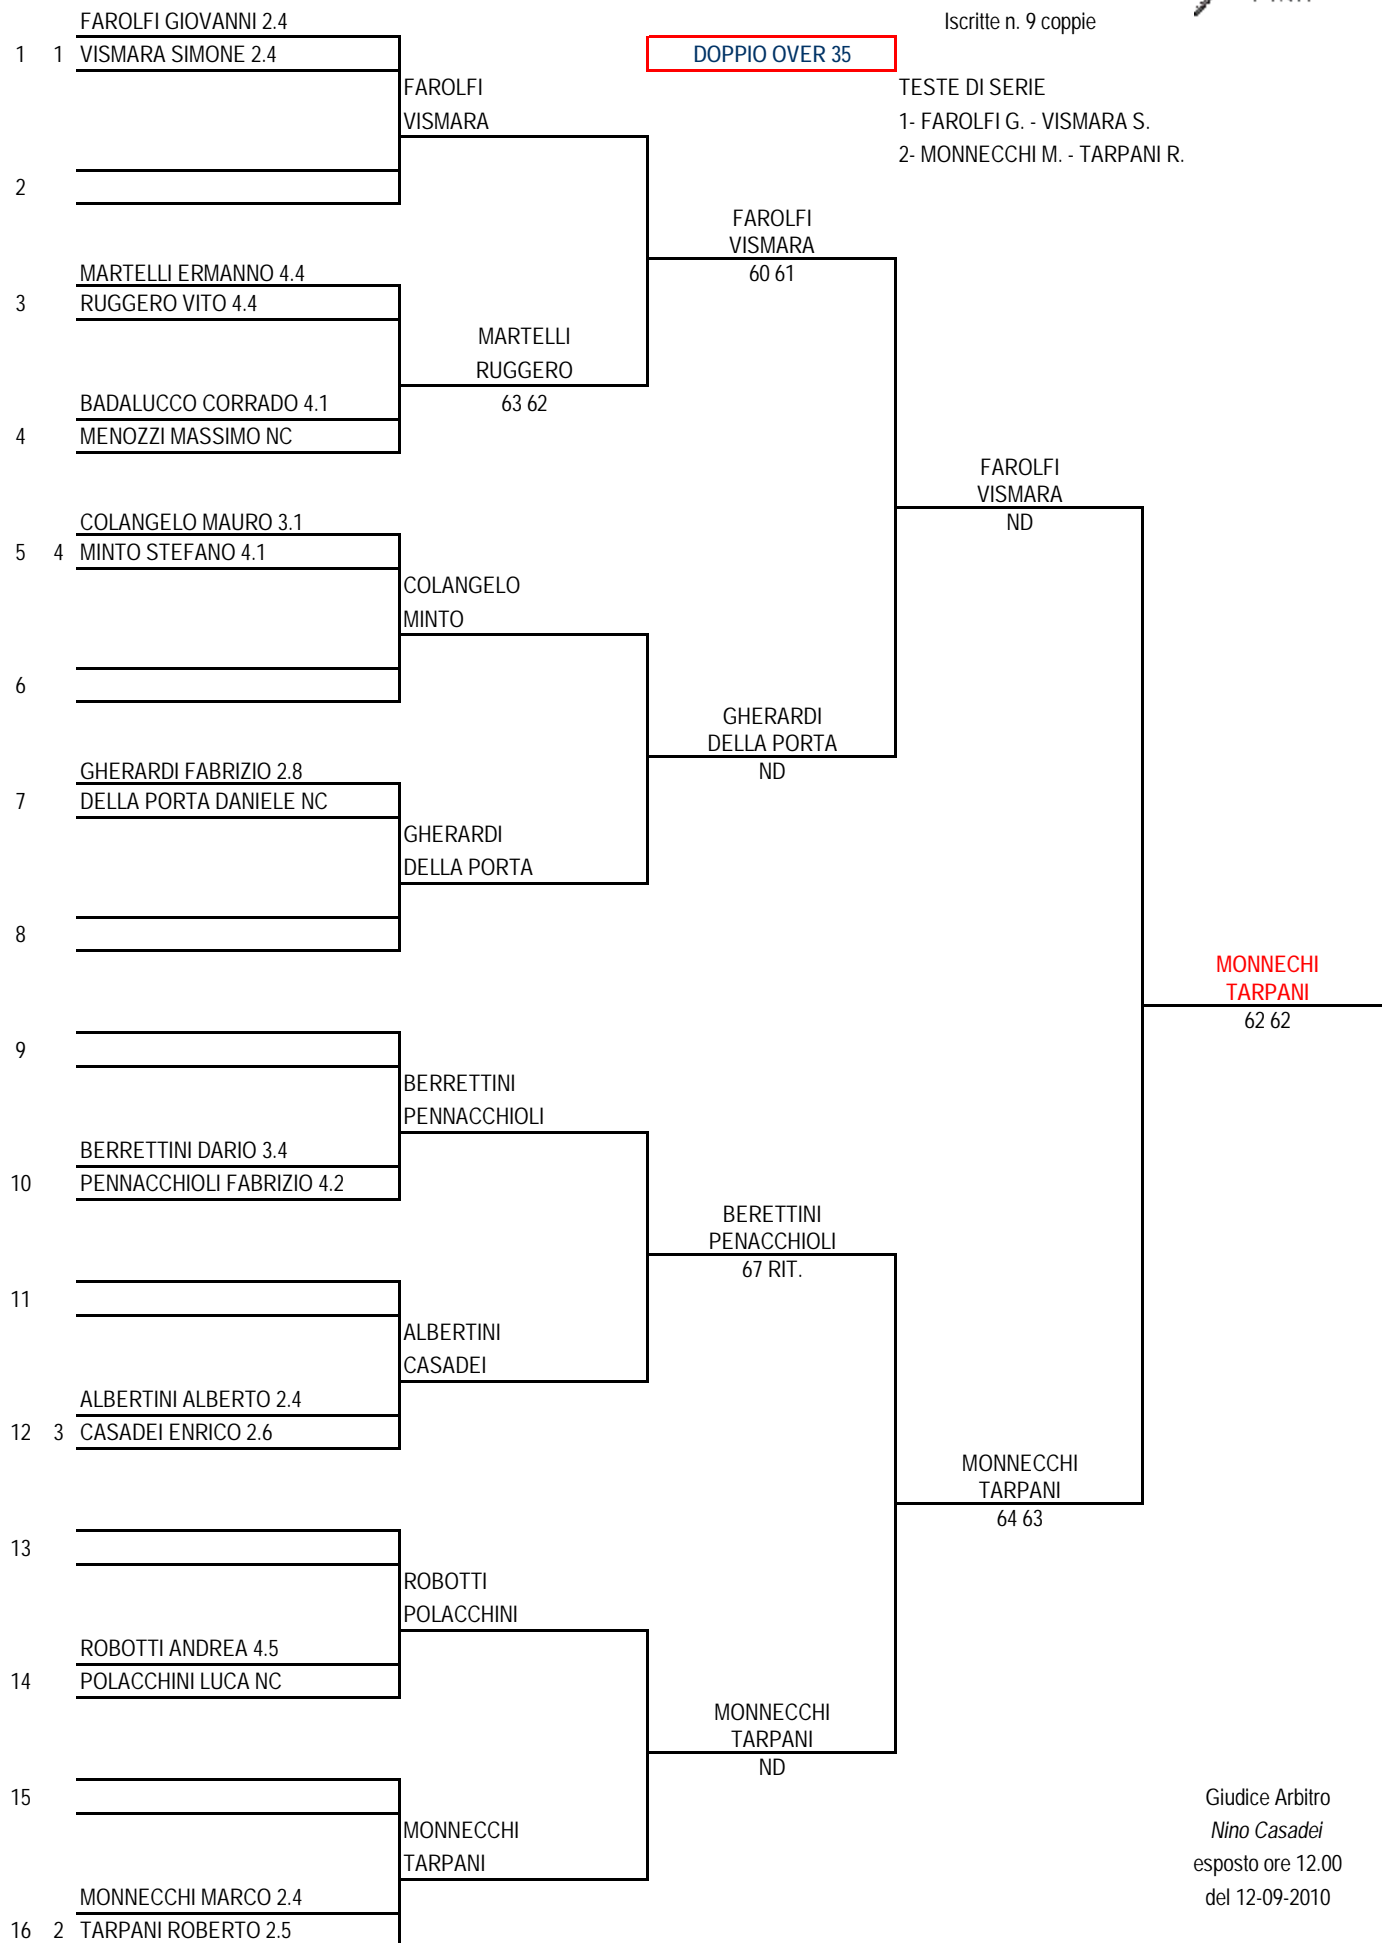 FAROLFI GIOVANNI 2.4
Iscritte n. 9 coppie
1 1 VISMARA SIMONE 2.4
DOPPIO OVER 35
FAROLFI
VISMARA
TESTE DI SERIE
1- FAROLFI G. - VISMARA S.
2- MONNECCHI M. - TARPANI R.
2
FAROLFI
VISMARA
60 61
MARTELLI ERMANNO 4.4
3 RUGGERO VITO 4.4
MARTELLI
RUGGERO
63 62
BADALUCCO CORRADO 4.1
4 MENOZZI MASSIMO NC
FAROLFI
VISMARA
ND
COLANGELO MAURO 3.1
5 4 MINTO STEFANO 4.1
COLANGELO
MINTO
6
GHERARDI
DELLA PORTA
ND
GHERARDI FABRIZIO 2.8
7 DELLA PORTA DANIELE NC
GHERARDI
DELLA PORTA
8
MONNECHI
TARPANI
62 62
9
BERRETTINI
PENNACCHIOLI
BERRETTINI DARIO 3.4
10 PENNACCHIOLI FABRIZIO 4.2
BERETTINI
PENACCHIOLI
67 RIT.
11
ALBERTINI
CASADEI
ALBERTINI ALBERTO 2.4
12 3 CASADEI ENRICO 2.6
MONNECCHI
TARPANI
64 63
13
ROBOTTI
POLACCHINI
ROBOTTI ANDREA 4.5
14 POLACCHINI LUCA NC
MONNECCHI
TARPANI
ND
15
MONNECCHI
TARPANI
MONNECCHI MARCO 2.4
16 2 TARPANI ROBERTO 2.5
Giudice Arbitro
Nino Casadei
esposto ore 12.00
del 12-09-2010